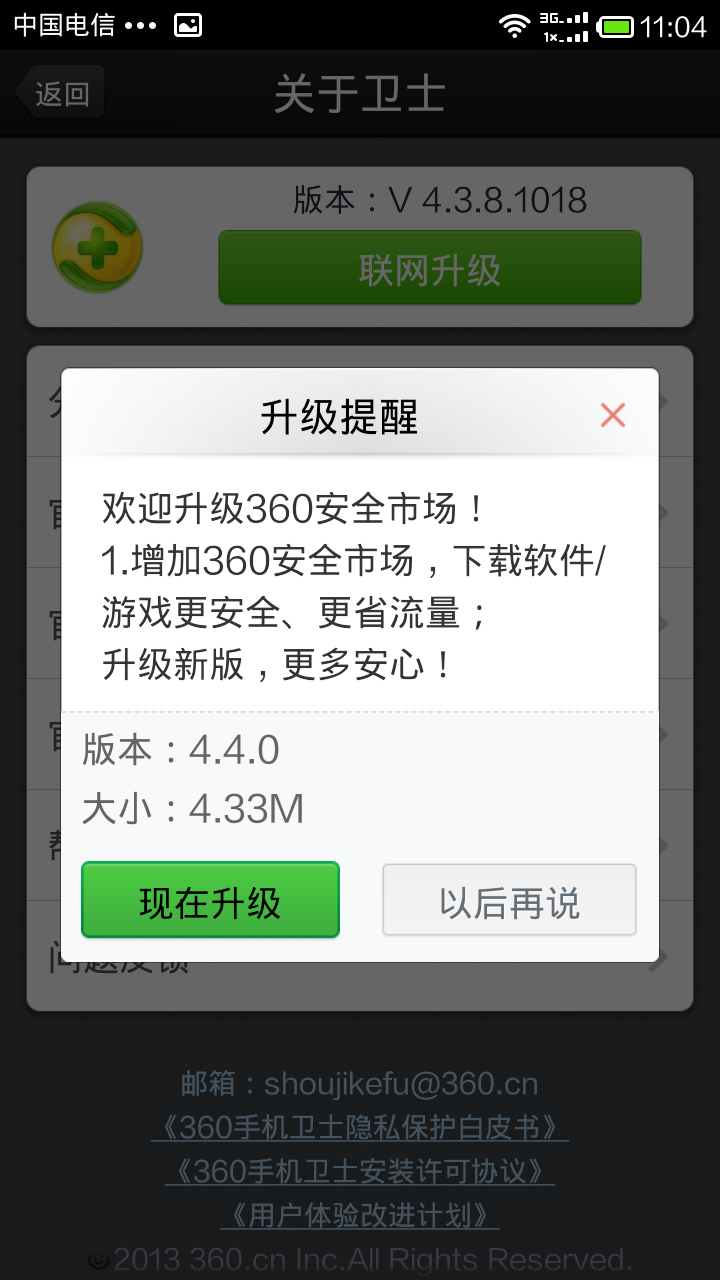 中国电信 ••• 3G 1× 11:04
返回 关于卫士
版本：V 4.3.8.1018
联网升级
升级提醒
欢迎升级360安全市场！
1.增加360安全市场，下载软件/
游戏更安全、更省流量；
升级新版，更多安心！
版本：4.4.0
大小：4.33M
现在升级 以后再说
问题反馈
邮箱：shoujikefu@360.cn
《360手机卫士隐私保护白皮书》
《360手机卫士安装许可协议》
《用户体验改进计划》
©2013 360.cn Inc.All Rights Reserved.